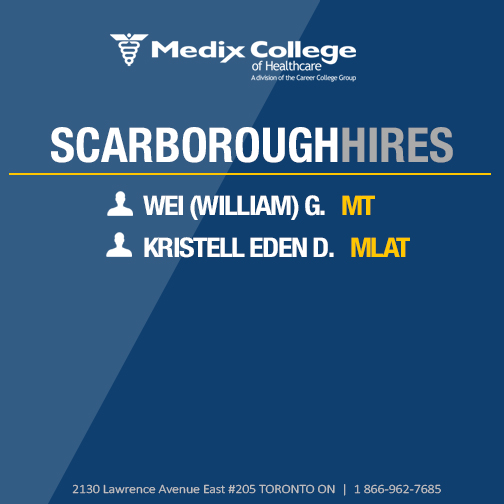 Medix College
of Healthcare
A division of the Career College Group
SCARBOROUGHHIRES
WEI (WILLIAM) G. MT
KRISTELL EDEN D. MLAT
2130 Lawrence Avenue East #205 TORONTO ON | 1 866-962-7685